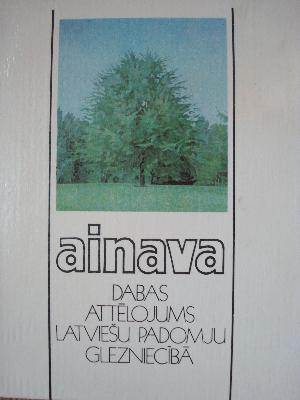 ainava
DABAS
ATTĒLOJUMS
LATVIEŠU PADOMJU
GLEZNIECĪBĀ